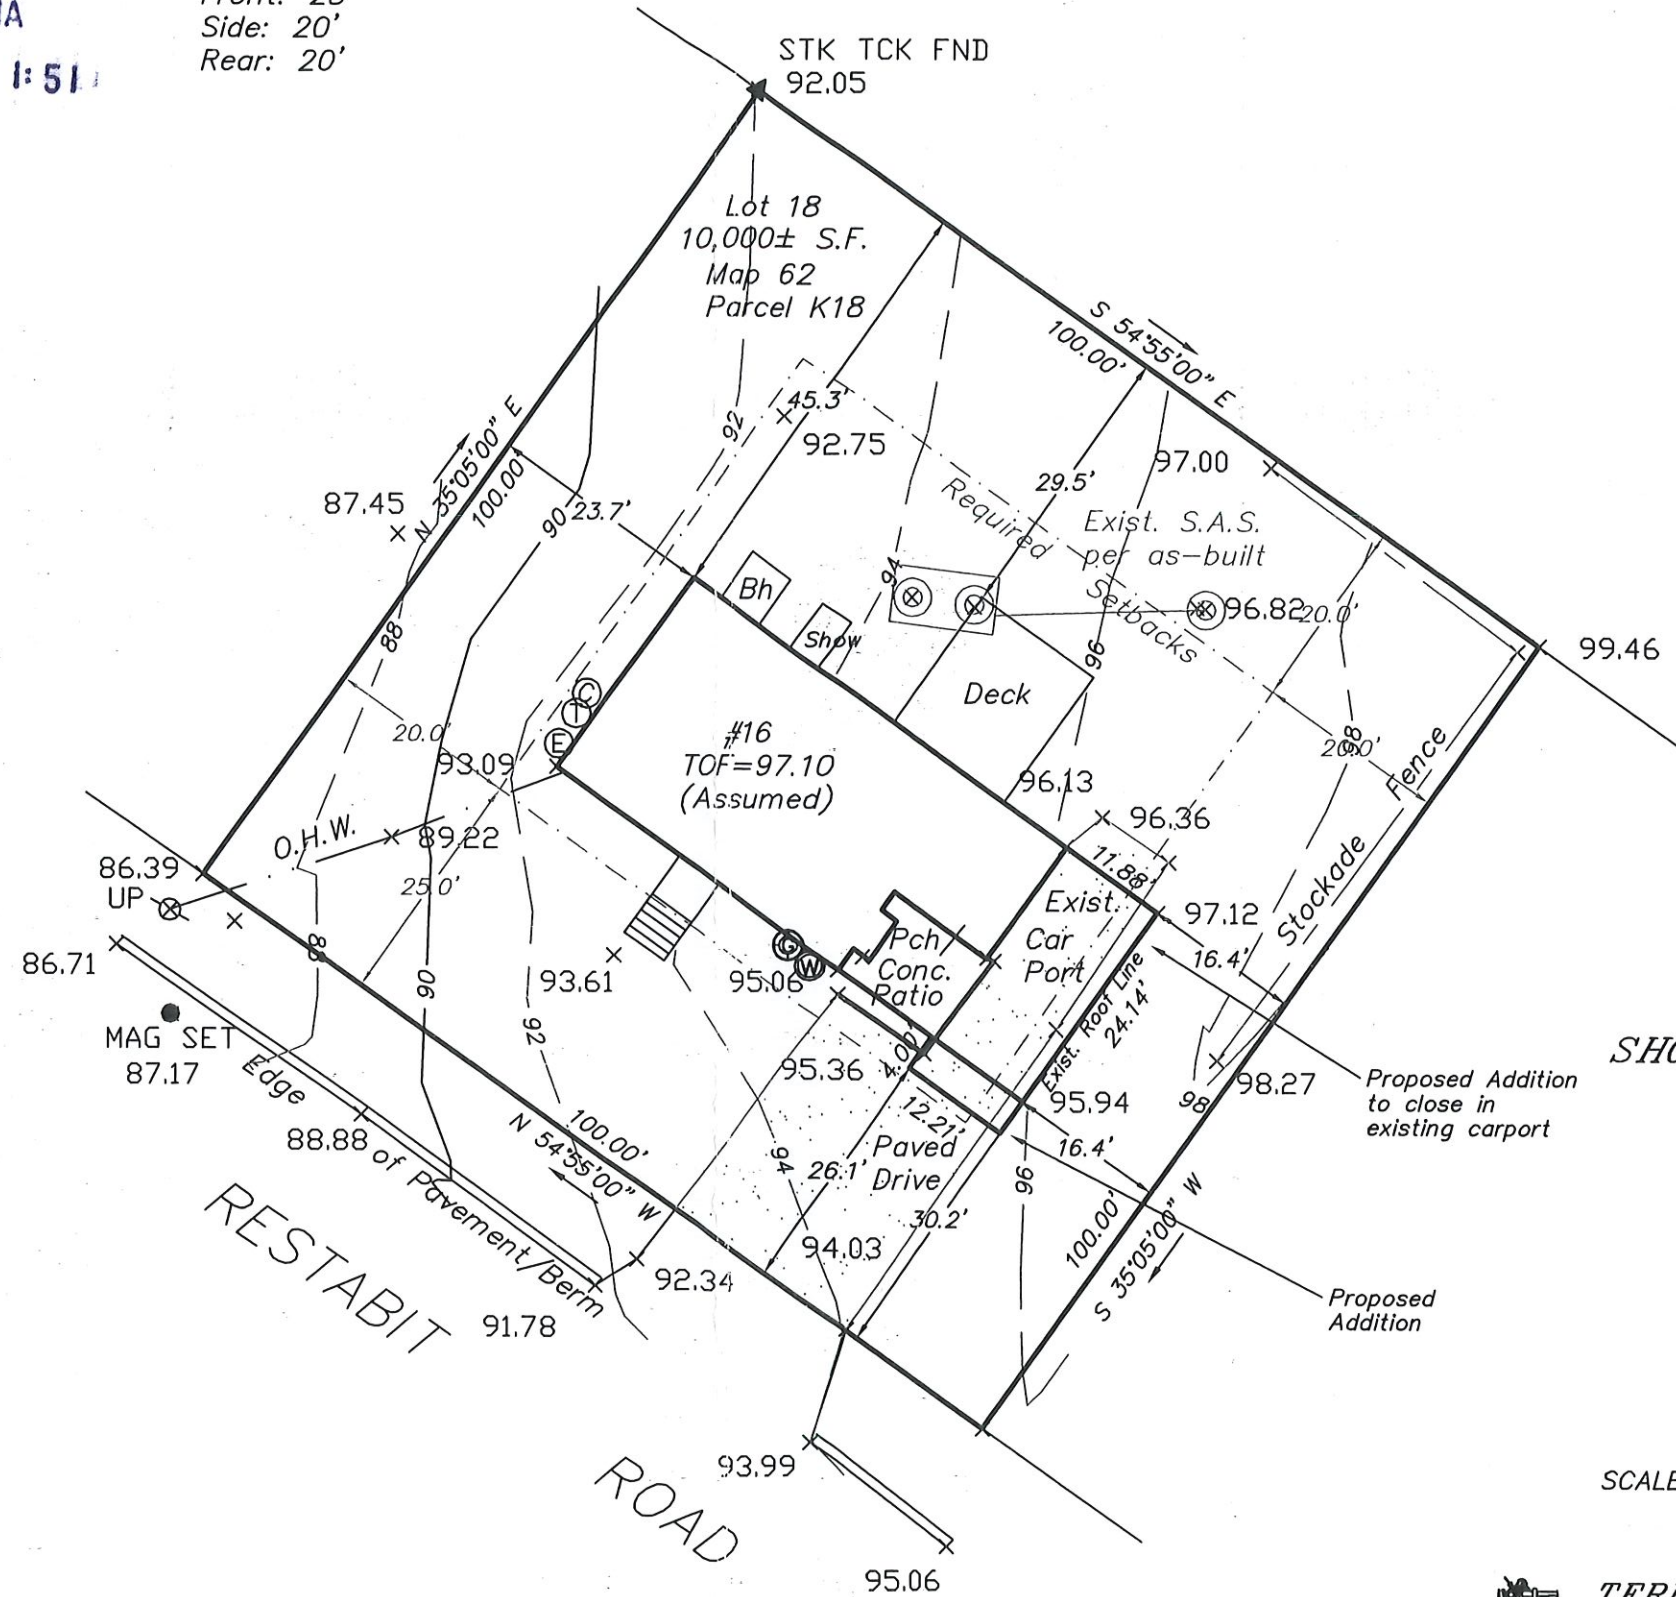 Side: 20'
Rear: 20'
1:51
STK TCK FND
92.05
Lot 18
10,000± S.F.
Map 62
Parcel K18
S 54°55'00" E
100.00'
N 35°05'00" E
100.00'
87.45
92
45.3'
92.75
97.00
29.5'
Required
Setbacks
Exist. S.A.S.
per as-built
90
23.7'
94
Bh
Show
96.82
20.0'
99.46
88
96
Deck
C
T
E
20.0'
93.09
#16
TOF=97.10
(Assumed)
98
20.0'
Stockade Fence
96.13
96.36
11.88'
O.H.W.
89.22
86.39
UP
25.0'
Exist.
Car
Port
97.12
16.4'
Pch
Conc.
Patio
G
W
86.71
88
90
93.61
95.06
92
Exist. Roof Line
24.14'
MAG SET
87.17
95.36
4.00'
98
98.27
Proposed Addition
to close in
existing carport
SHO
95.94
12.21'
16.4'
Edge of Pavement/Berm
88.88
N 54°55'00" W
100.00'
94
26.1'
Paved
Drive
96
100.00'
S 35°05'00" W
30.2'
94.03
92.34
91.78
Proposed
Addition
RESTABIT
ROAD
93.99
95.06
SCALE